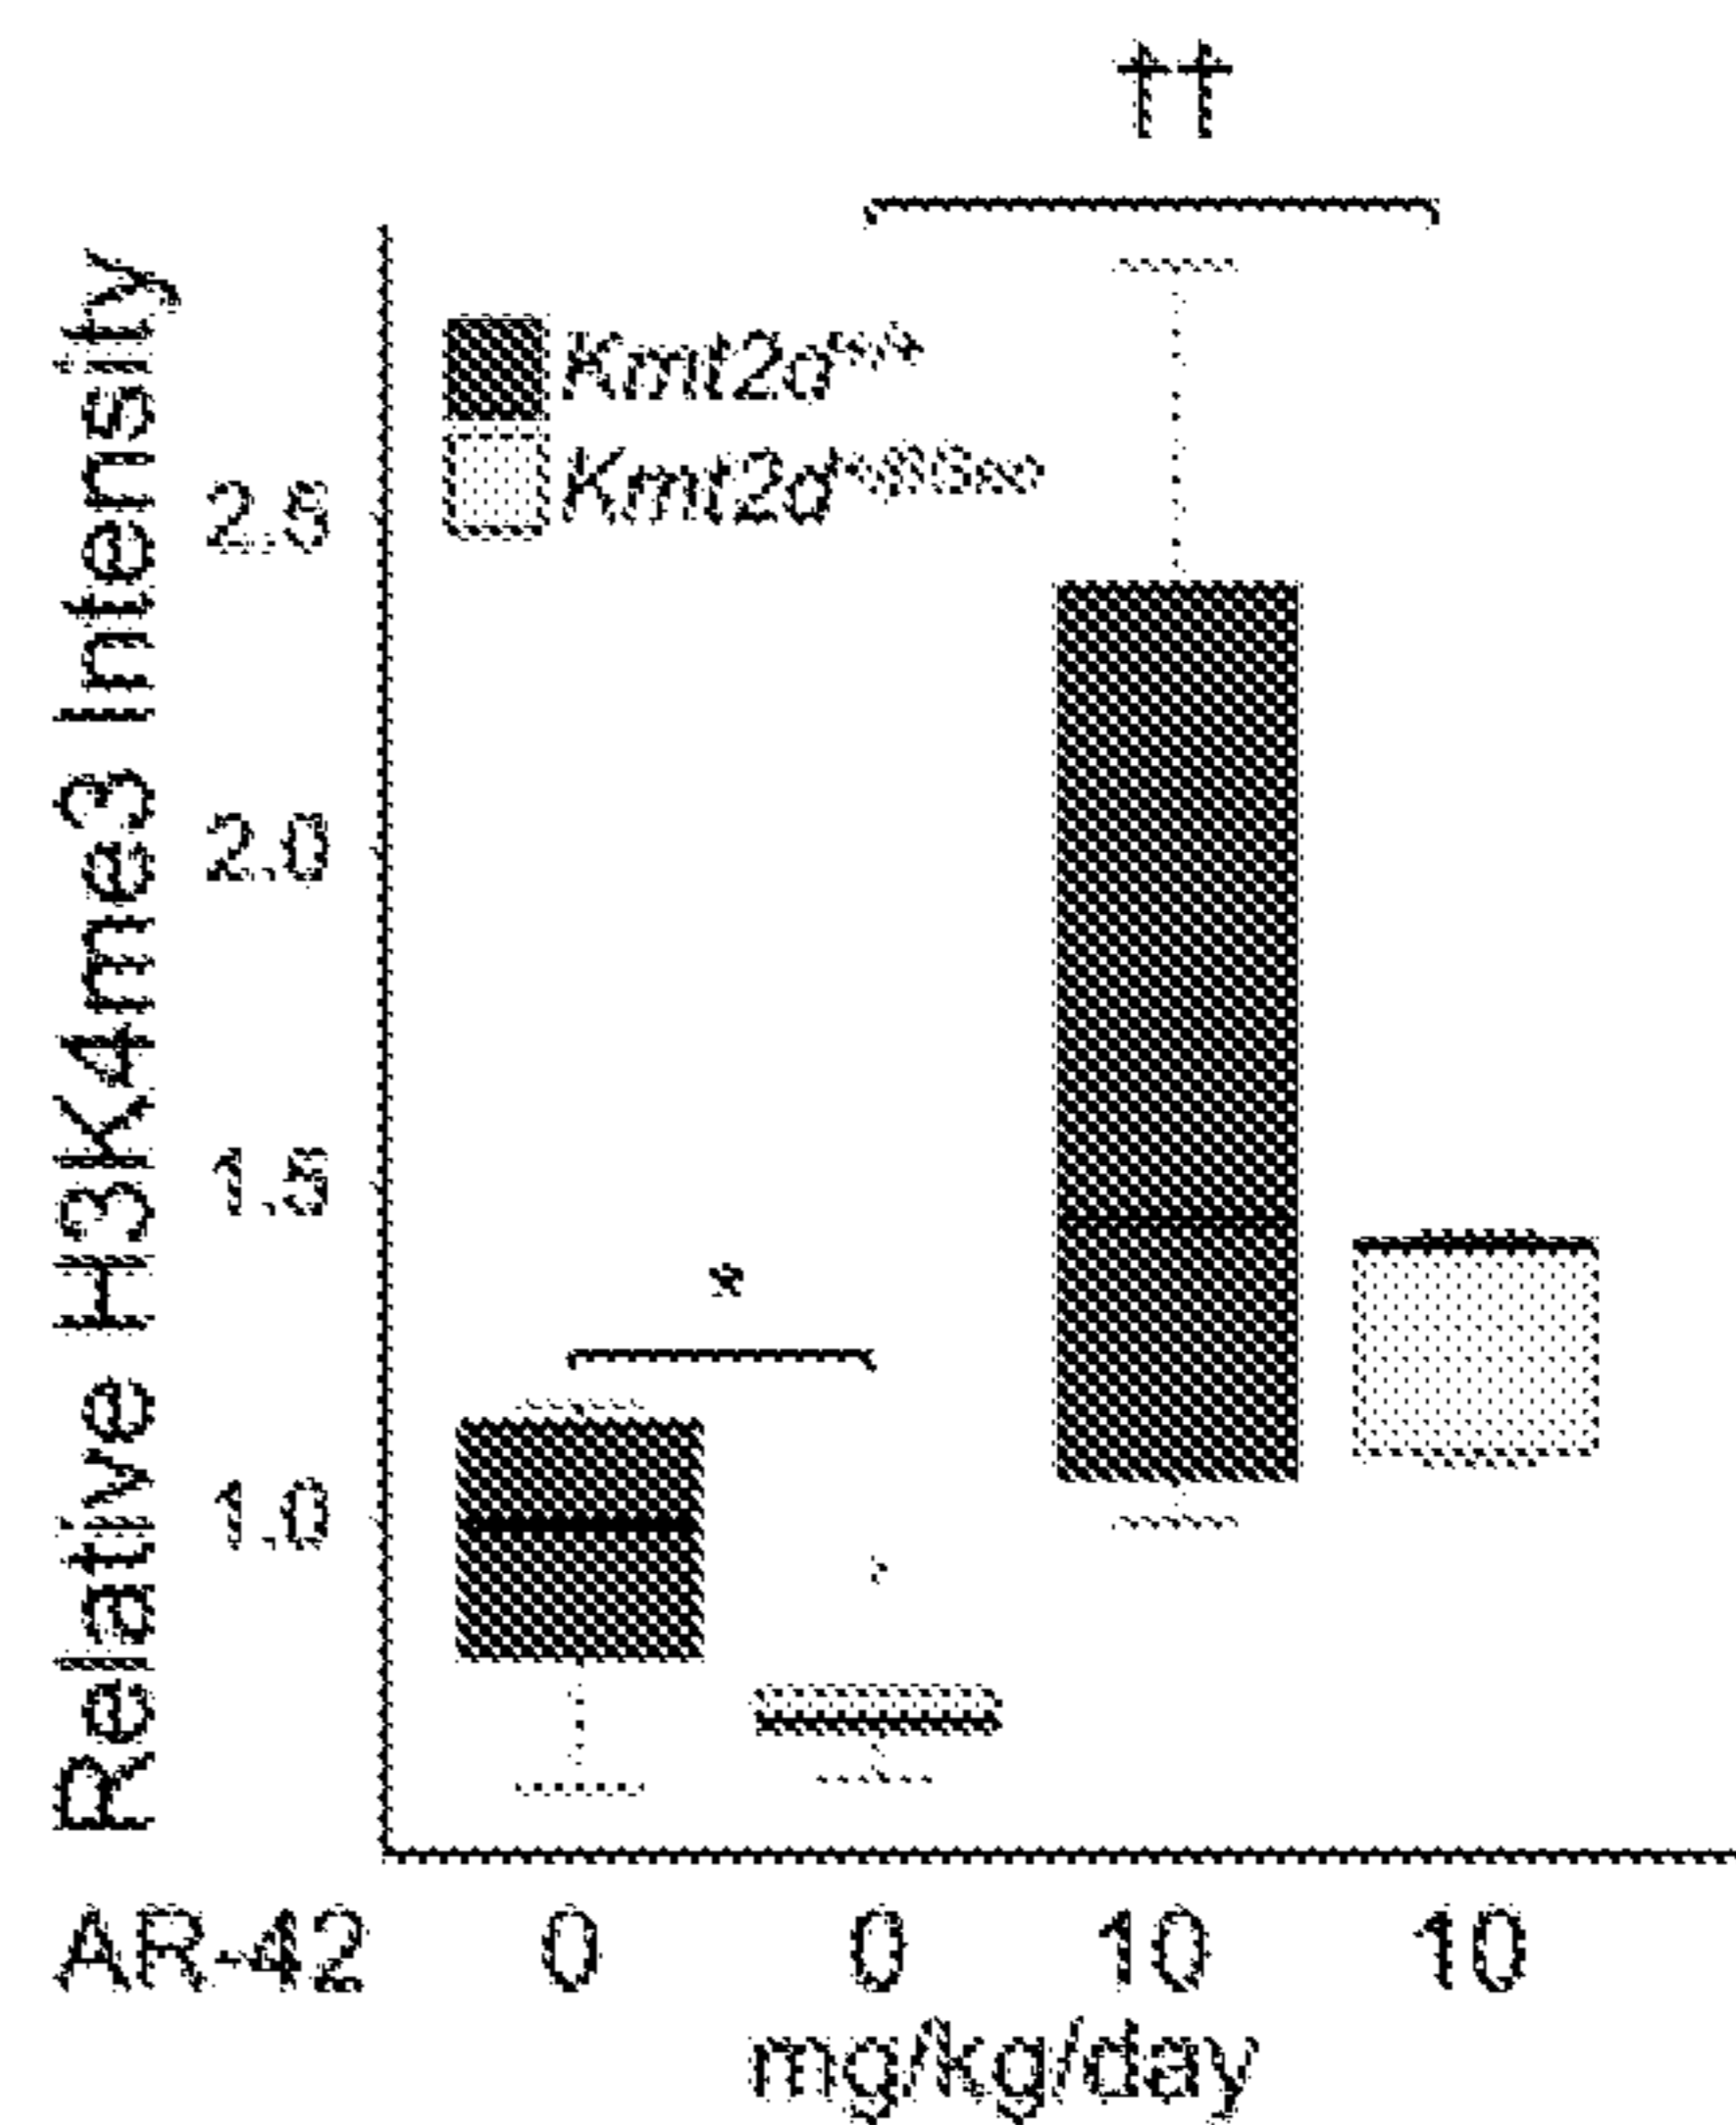 ††
Relative H3K4me3 Intensity
Kmt2d+/+
Kmt2d
2.5
2.0
*
1.5
1.0
AR-42 0 0 10 10
mg/kg/day